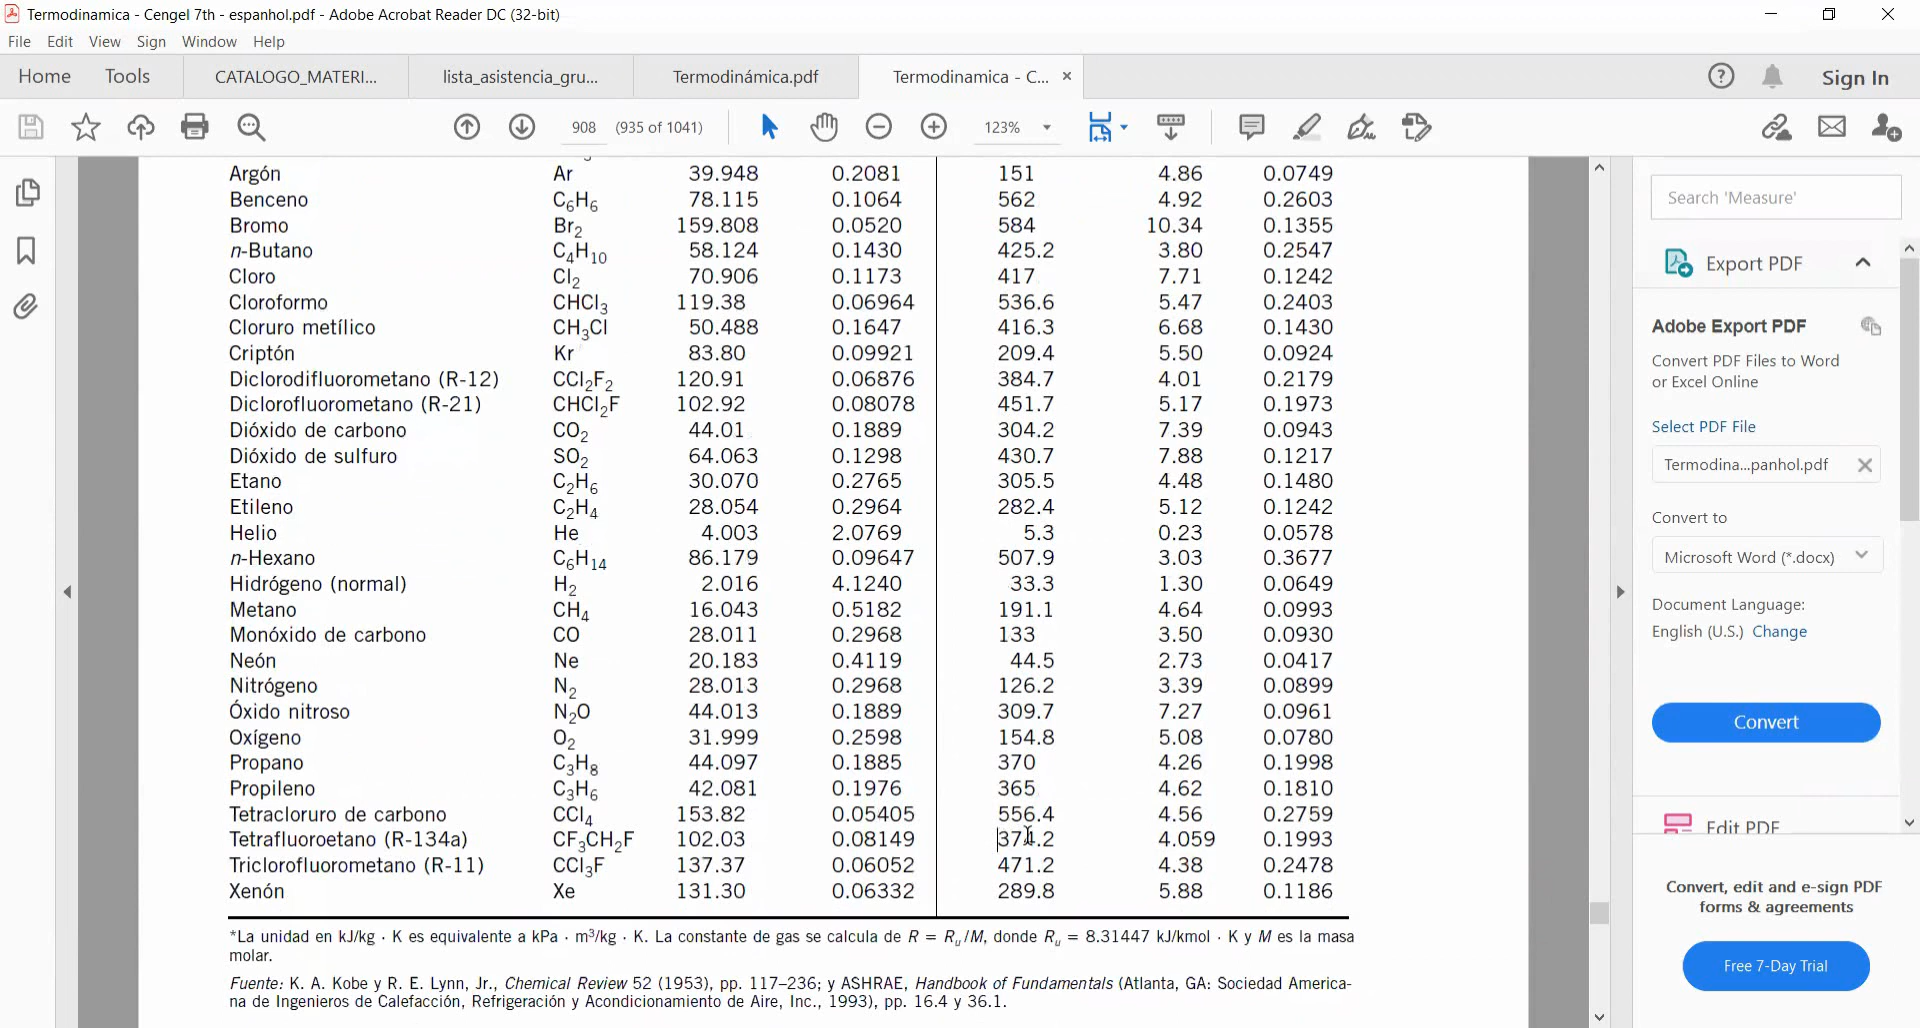 Termodinamica - Cengel 7th - espanhol.pdf - Adobe Acrobat Reader DC (32-bit)
File Edit View Sign Window Help
Home Tools CATALOGO_MATERI... lista_asistencia_gru... Termodinámica.pdf Termodinamica - C... × Sign In
908 (935 of 1041) 123%
Argón Ar 39.948 0.2081 151 4.86 0.0749
Benceno C6H6 78.115 0.1064 562 4.92 0.2603
Bromo Br2 159.808 0.0520 584 10.34 0.1355
n-Butano C4H10 58.124 0.1430 425.2 3.80 0.2547
Cloro Cl2 70.906 0.1173 417 7.71 0.1242
Cloroformo CHCl3 119.38 0.06964 536.6 5.47 0.2403
Cloruro metílico CH3Cl 50.488 0.1647 416.3 6.68 0.1430
Criptón Kr 83.80 0.09921 209.4 5.50 0.0924
Diclorodifluorometano (R-12) CCl2F2 120.91 0.06876 384.7 4.01 0.2179
Diclorofluorometano (R-21) CHCl2F 102.92 0.08078 451.7 5.17 0.1973
Dióxido de carbono CO2 44.01 0.1889 304.2 7.39 0.0943
Dióxido de sulfuro SO2 64.063 0.1298 430.7 7.88 0.1217
Etano C2H6 30.070 0.2765 305.5 4.48 0.1480
Etileno C2H4 28.054 0.2964 282.4 5.12 0.1242
Helio He 4.003 2.0769 5.3 0.23 0.0578
n-Hexano C6H14 86.179 0.09647 507.9 3.03 0.3677
Hidrógeno (normal) H2 2.016 4.1240 33.3 1.30 0.0649
Metano CH4 16.043 0.5182 191.1 4.64 0.0993
Monóxido de carbono CO 28.011 0.2968 133 3.50 0.0930
Neón Ne 20.183 0.4119 44.5 2.73 0.0417
Nitrógeno N2 28.013 0.2968 126.2 3.39 0.0899
Óxido nitroso N2O 44.013 0.1889 309.7 7.27 0.0961
Oxígeno O2 31.999 0.2598 154.8 5.08 0.0780
Propano C3H8 44.097 0.1885 370 4.26 0.1998
Propileno C3H6 42.081 0.1976 365 4.62 0.1810
Tetracloruro de carbono CCl4 153.82 0.05405 556.4 4.56 0.2759
Tetrafluoroetano (R-134a) CF3CH2F 102.03 0.08149 374.2 4.059 0.1993
Triclorofluorometano (R-11) CCl3F 137.37 0.06052 471.2 4.38 0.2478
Xenón Xe 131.30 0.06332 289.8 5.88 0.1186
*La unidad en kJ/kg · K es equivalente a kPa · m³/kg · K. La constante de gas se calcula de R = Ru/M, donde Ru = 8.31447 kJ/kmol · K y M es la masa
molar.
Fuente: K. A. Kobe y R. E. Lynn, Jr., Chemical Review 52 (1953), pp. 117–236; y ASHRAE, Handbook of Fundamentals (Atlanta, GA: Sociedad America-
na de Ingenieros de Calefacción, Refrigeración y Acondicionamiento de Aire, Inc., 1993), pp. 16.4 y 36.1.
Search 'Measure'
Export PDF
Adobe Export PDF
Convert PDF Files to Word
or Excel Online
Select PDF File
Termodina...panhol.pdf
Convert to
Microsoft Word (*.docx)
Document Language:
English (U.S.) Change
Convert
Edit PDF
Convert, edit and e-sign PDF
forms & agreements
Free 7-Day Trial